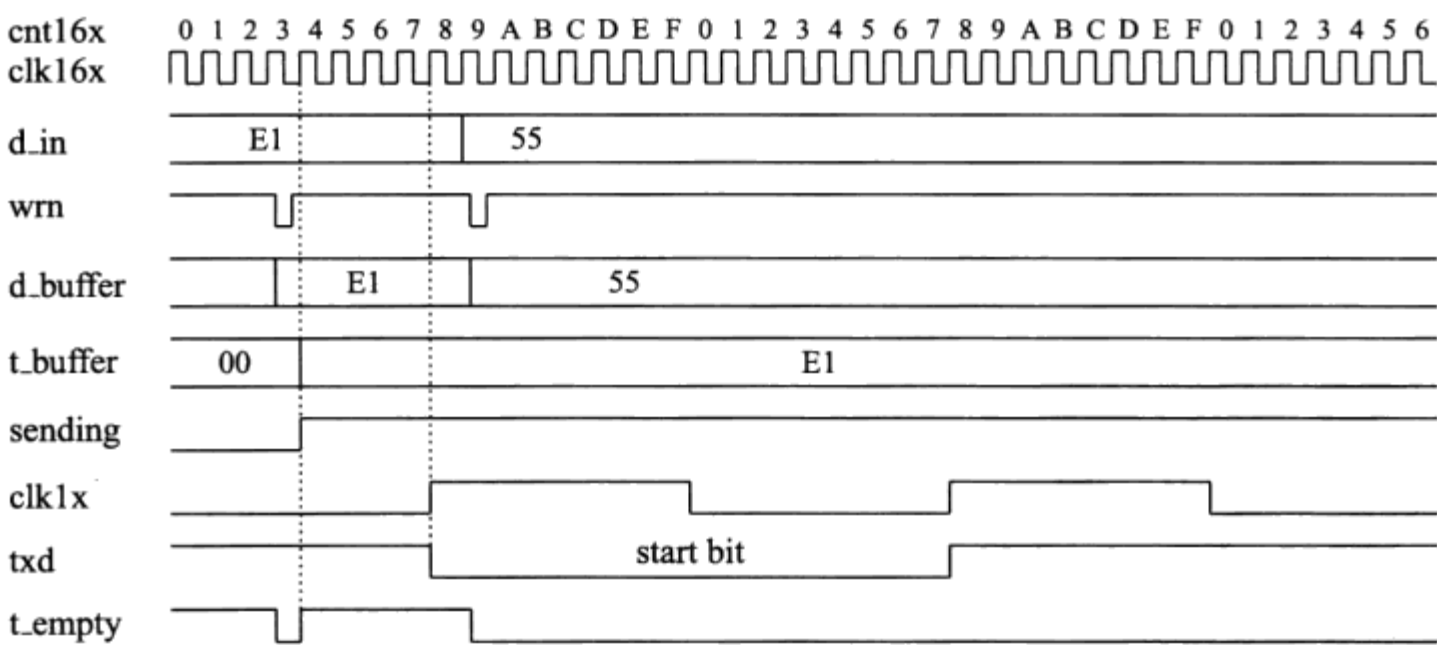 cnt16x 0 1 2 3 4 5 6 7 8 9 A B C D E F 0 1 2 3 4 5 6 7 8 9 A B C D E F 0 1 2 3 4 5 6
clk16x
d_in E1 55
wrn
d_buffer E1 55
t_buffer 00 E1
sending
clk1x
txd start bit
t_empty